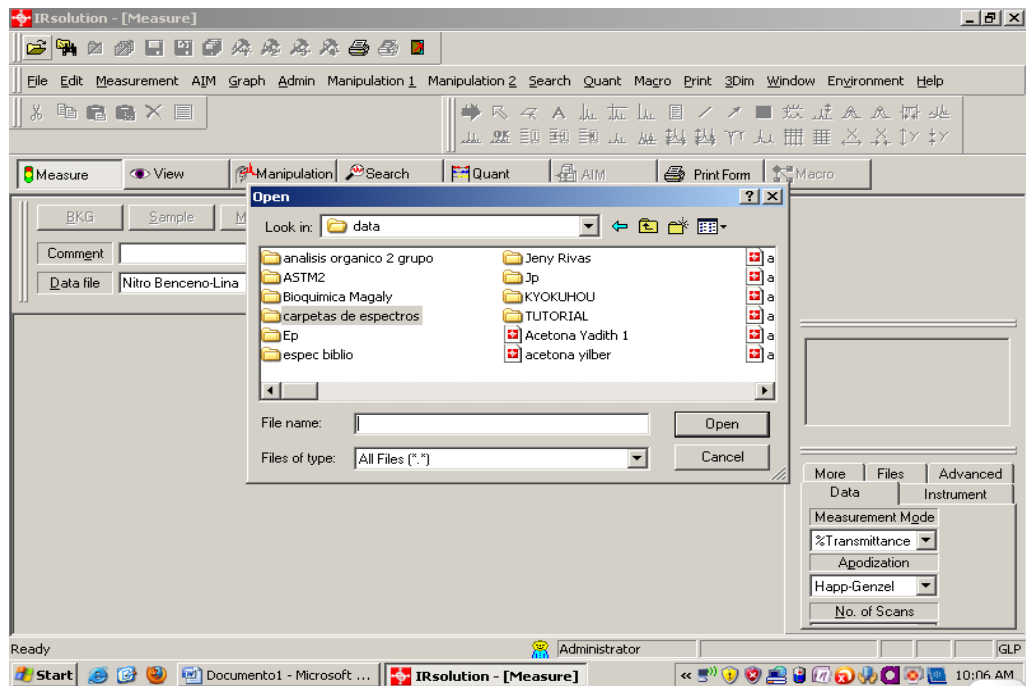 IRsolution - [Measure]
File Edit Measurement AIM Graph Admin Manipulation 1 Manipulation 2 Search Quant Macro Print 3Dim Window Environment Help
Measure View Manipulation Search Quant AIM Print Form Macro
Open
BKG Sample M
Look in: data
Comment
Data file Nitro Benceno-Lina
analisis organico 2 grupo Jeny Rivas a
ASTM2 Jp a
Bioquimica Magaly KYOKUHOU a
carpetas de espectros TUTORIAL a
Ep Acetona Yadith 1 a
espec biblio acetona yilber a
File name: Open
Files of type: All Files (*.*) Cancel
More Files Advanced
Data Instrument
Measurement Mode
%Transmittance
Apodization
Happ-Genzel
No. of Scans
Ready Administrator GLP
Start Documento1 - Microsoft ... IRsolution - [Measure] 10:06 AM